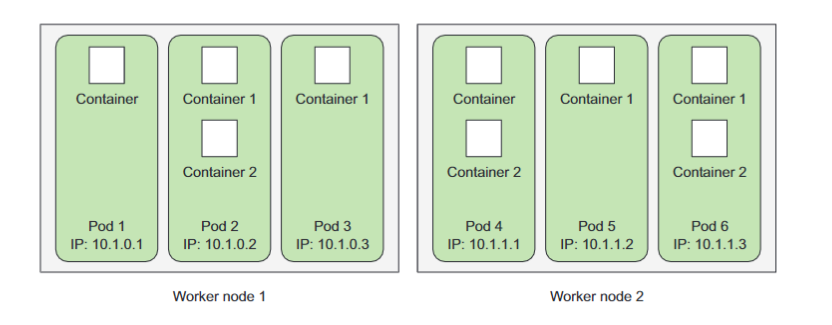 Container
Container 1
Container 1
Container 2
Pod 1
IP: 10.1.0.1
Pod 2
IP: 10.1.0.2
Pod 3
IP: 10.1.0.3
Worker node 1
Container
Container 1
Container 1
Container 2
Container 2
Pod 4
IP: 10.1.1.1
Pod 5
IP: 10.1.1.2
Pod 6
IP: 10.1.1.3
Worker node 2